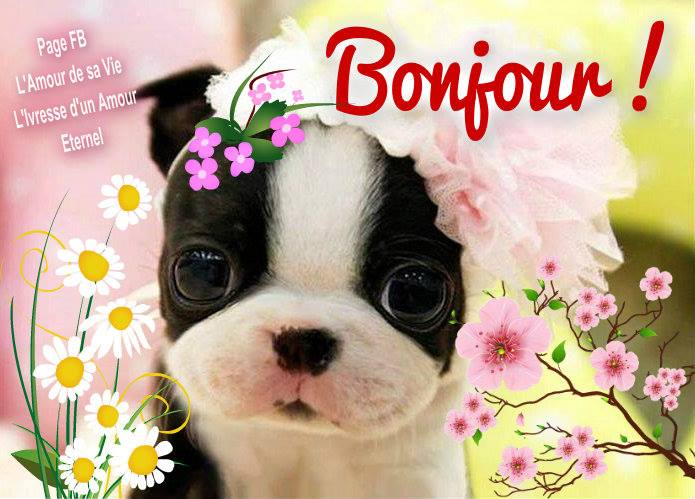 Page FB
L'Amour de sa Vie
L'Ivresse d'un Amour
Eternel
Bonjour !